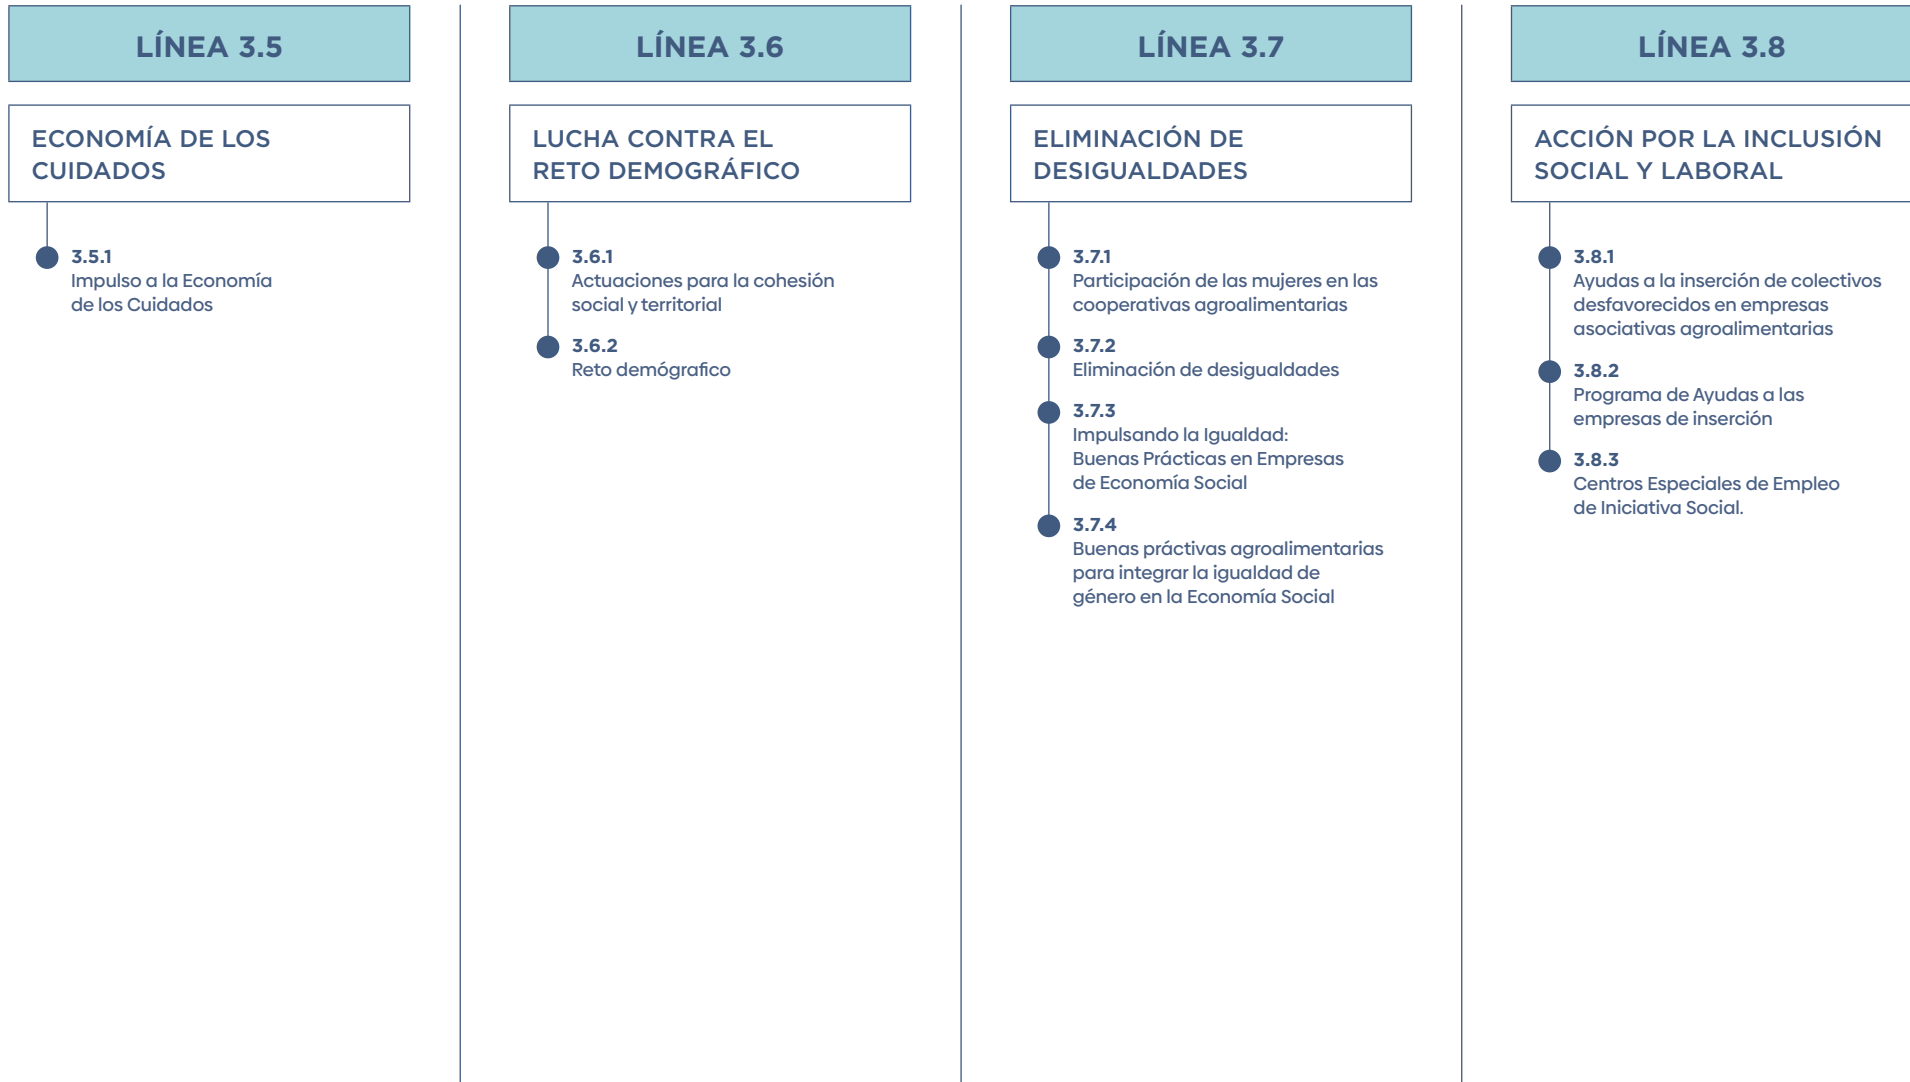 LÍNEA 3.5
ECONOMÍA DE LOS
CUIDADOS
3.5.1
Impulso a la Economía
de los Cuidados
LÍNEA 3.6
LUCHA CONTRA EL
RETO DEMOGRÁFICO
3.6.1
Actuaciones para la cohesión
social y territorial
3.6.2
Reto demógrafico
LÍNEA 3.7
ELIMINACIÓN DE
DESIGUALDADES
3.7.1
Participación de las mujeres en las
cooperativas agroalimentarias
3.7.2
Eliminación de desigualdades
3.7.3
Impulsando la Igualdad:
Buenas Prácticas en Empresas
de Economía Social
3.7.4
Buenas práctivas agroalimentarias
para integrar la igualdad de
género en la Economía Social
LÍNEA 3.8
ACCIÓN POR LA INCLUSIÓN
SOCIAL Y LABORAL
3.8.1
Ayudas a la inserción de colectivos
desfavorecidos en empresas
asociativas agroalimentarias
3.8.2
Programa de Ayudas a las
empresas de inserción
3.8.3
Centros Especiales de Empleo
de Iniciativa Social.